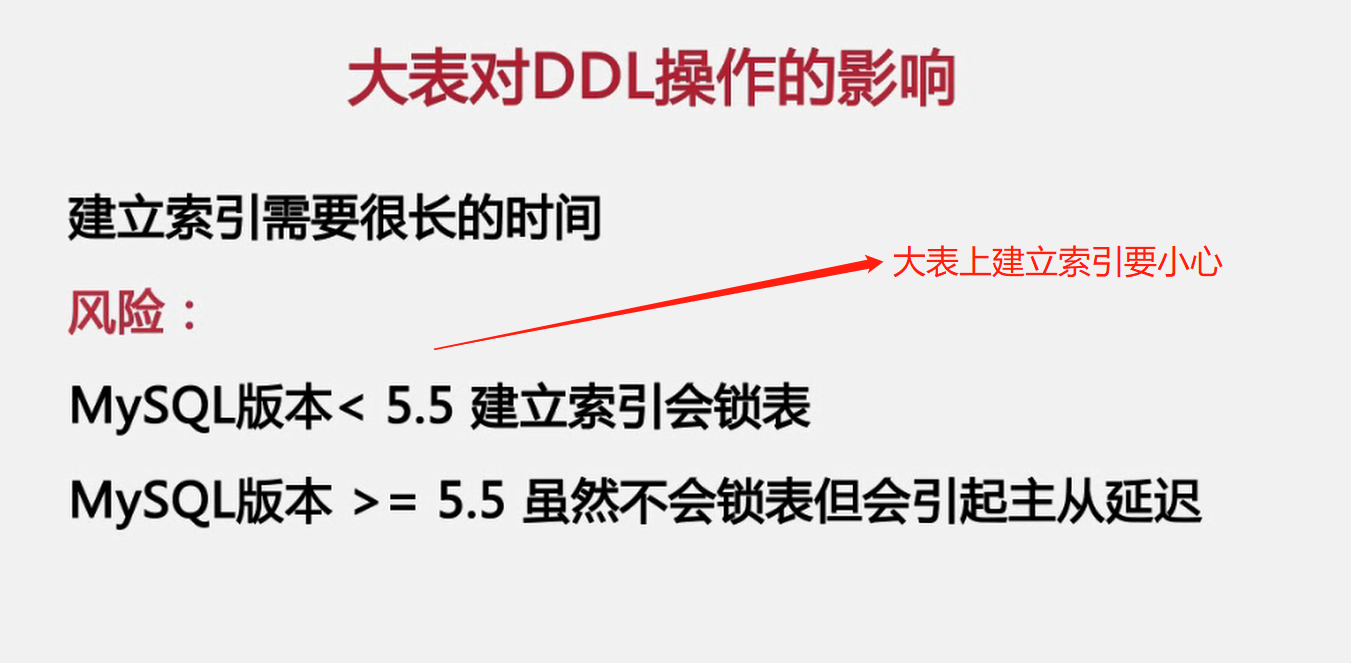 大表对DDL操作的影响
建立索引需要很长的时间
大表上建立索引要小心
风险：
MySQL版本< 5.5 建立索引会锁表
MySQL版本 >= 5.5 虽然不会锁表但会引起主从延迟